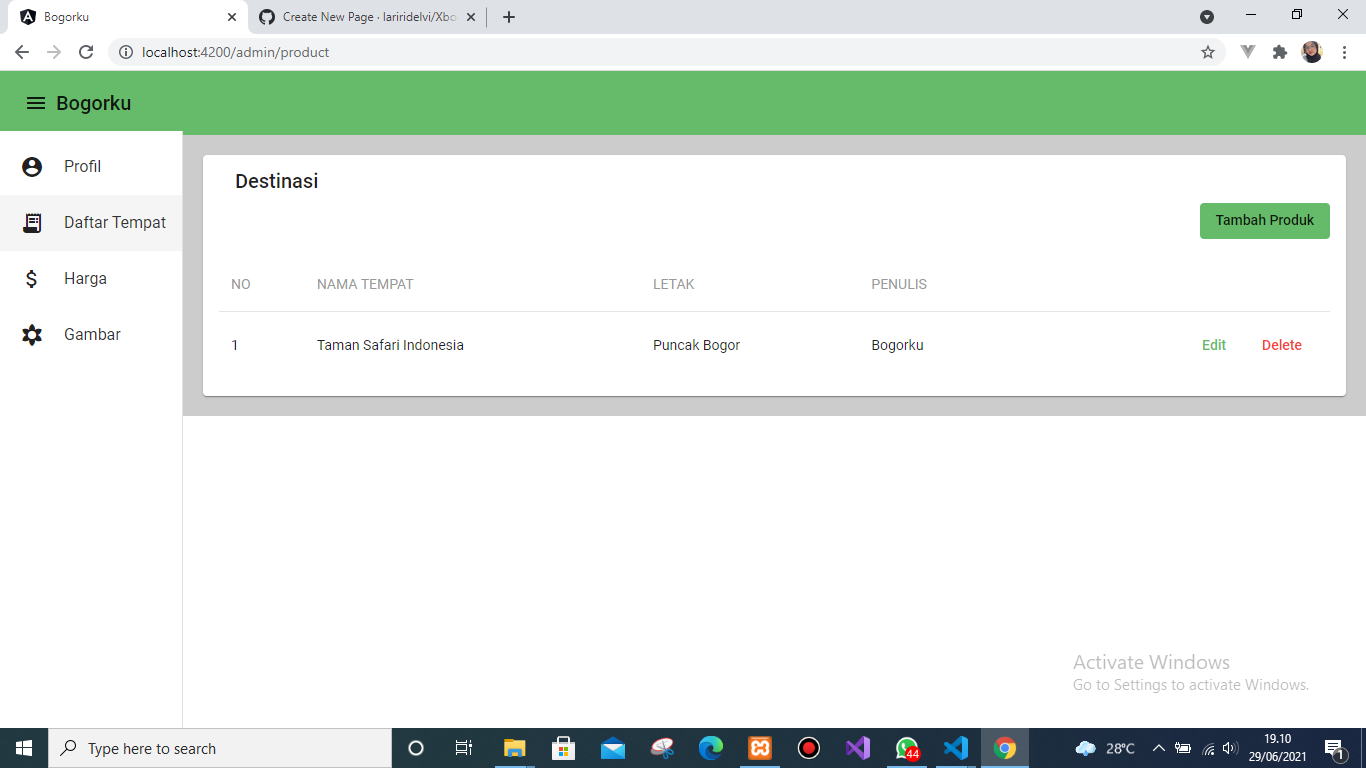 Bogorku
Create New Page · lariridelvi/Xbo
localhost:4200/admin/product
Bogorku
Profil
Daftar Tempat
Harga
Gambar
Destinasi
Tambah Produk
NO NAMA TEMPAT LETAK PENULIS
1 Taman Safari Indonesia Puncak Bogor Bogorku Edit Delete
Activate Windows
Go to Settings to activate Windows.
Type here to search
44
28°C
19.10
29/06/2021
1